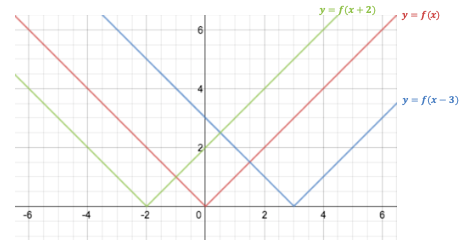 y = f(x + 2)
y = f(x)
6
4
y = f(x − 3)
2
-6 -4 -2 0 2 4 6